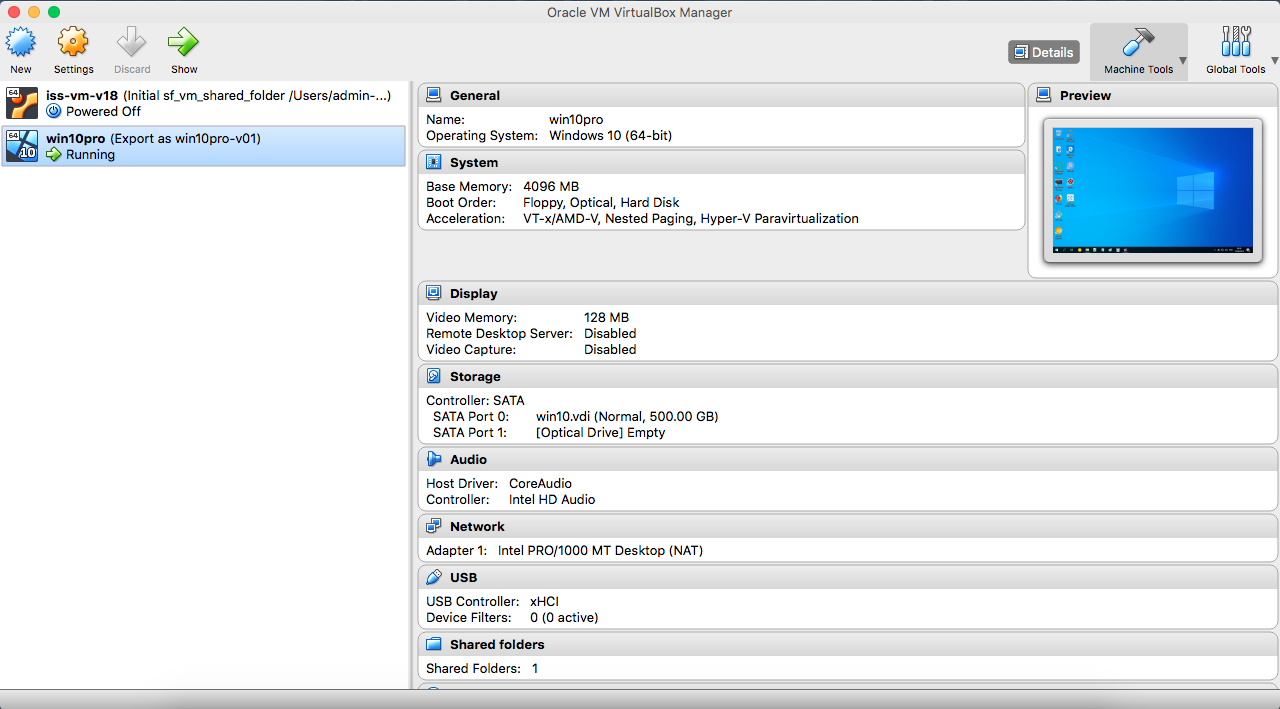 Oracle VM VirtualBox Manager
New
Settings
Discard
Show
Details
Machine Tools
Global Tools
64
iss-vm-v18 (Initial sf_vm_shared_folder /Users/admin-...)
Powered Off
64
10
win10pro (Export as win10pro-v01)
Running
General
Name: win10pro
Operating System: Windows 10 (64-bit)
System
Base Memory: 4096 MB
Boot Order: Floppy, Optical, Hard Disk
Acceleration: VT-x/AMD-V, Nested Paging, Hyper-V Paravirtualization
Preview
Display
Video Memory: 128 MB
Remote Desktop Server: Disabled
Video Capture: Disabled
Storage
Controller: SATA
SATA Port 0: win10.vdi (Normal, 500.00 GB)
SATA Port 1: [Optical Drive] Empty
Audio
Host Driver: CoreAudio
Controller: Intel HD Audio
Network
Adapter 1: Intel PRO/1000 MT Desktop (NAT)
USB
USB Controller: xHCI
Device Filters: 0 (0 active)
Shared folders
Shared Folders: 1